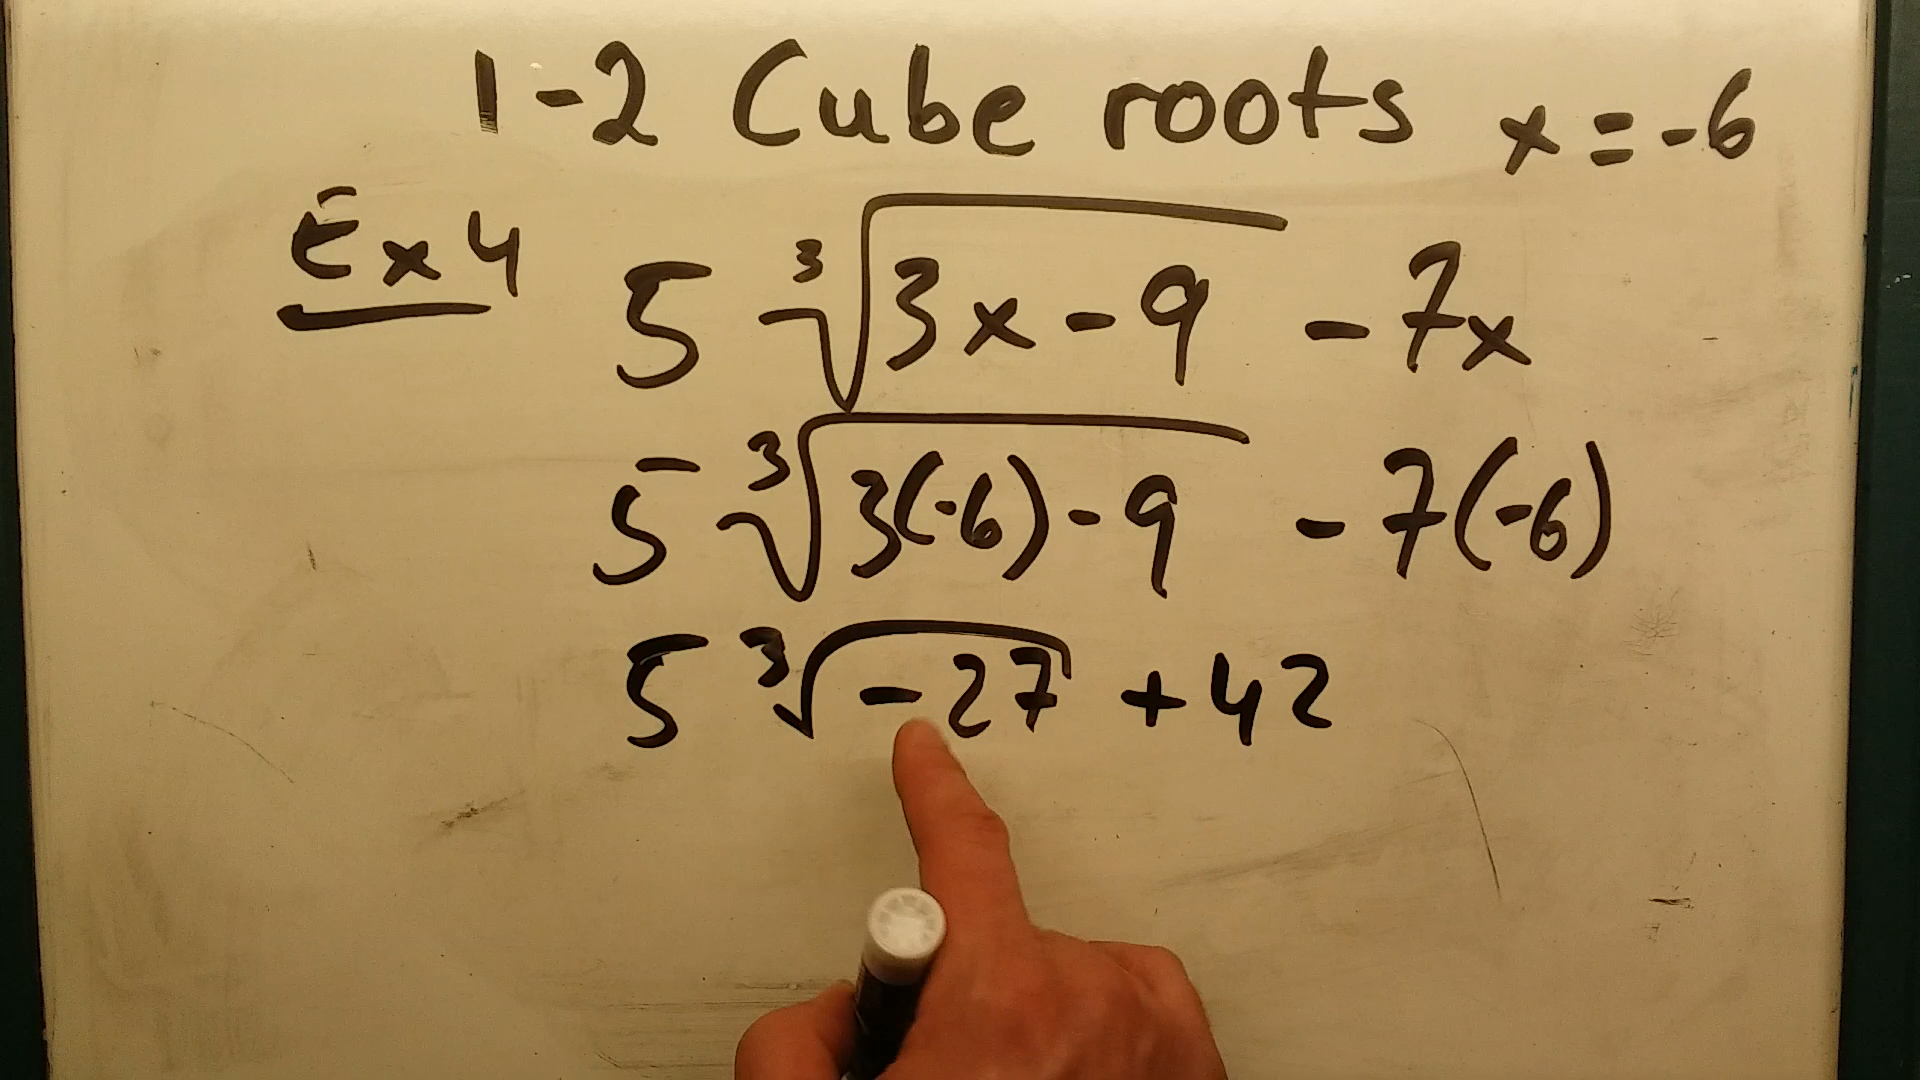 1-2 Cube roots x = -6
Ex 4 5 ∛(3x - 9) - 7x
5 ∛(3(-6) - 9) - 7(-6)
5 ∛(-27) + 42